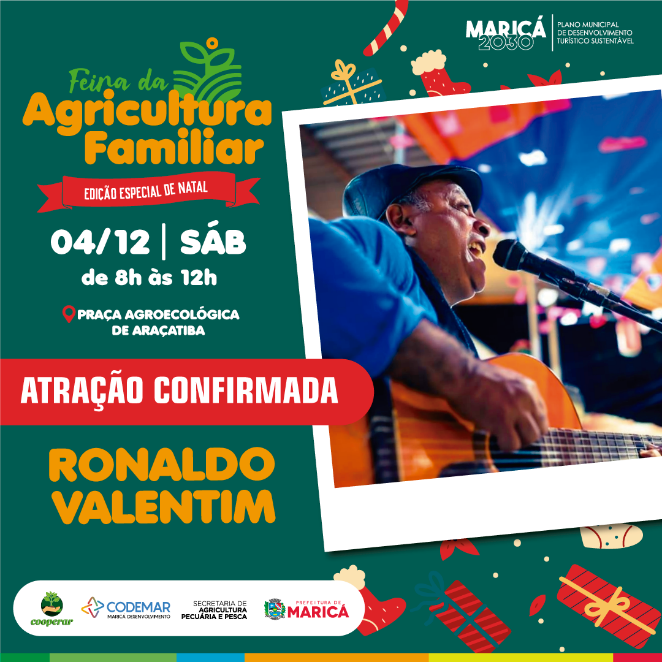 MARICÁ
2030
PLANO MUNICIPAL
DE DESENVOLVIMENTO
TURÍSTICO SUSTENTÁVEL
Feira da
Agricultura
Familiar
EDIÇÃO ESPECIAL DE NATAL
04/12 | SÁB
de 8h às 12h
PRAÇA AGROECOLÓGICA
DE ARAÇATIBA
ATRAÇÃO CONFIRMADA
RONALDO
VALENTIM
cooperar
CODEMAR
MARICÁ DESENVOLVIMENTO
SECRETARIA DE
AGRICULTURA
PECUÁRIA E PESCA
PREFEITURA DE
MARICÁ